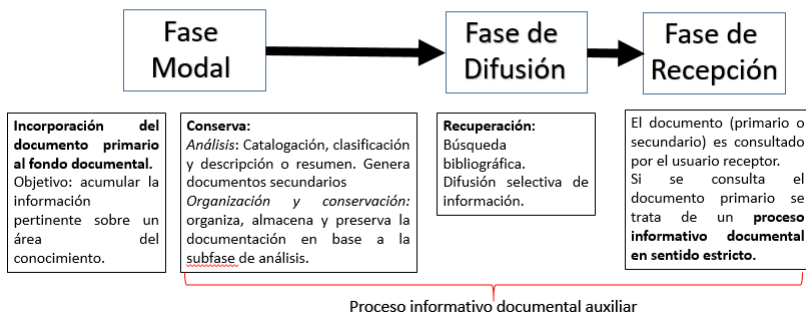 Fase
Modal
Fase de
Difusión
Fase de
Recepción
Incorporación del
documento primario
al fondo documental.
Objetivo: acumular la
información
pertinente sobre un
área del
conocimiento.
Conserva:
Análisis: Catalogación, clasificación
y descripción o resumen. Genera
documentos secundarios
Organización y conservación:
organiza, almacena y preserva la
documentación en base a la
subfase de análisis.
Recuperación:
Búsqueda
bibliográfica.
Difusión selectiva de
información.
El documento (primario o
secundario) es consultado
por el usuario receptor.
Si se consulta el
documento primario se
trata de un proceso
informativo documental
en sentido estricto.
Proceso informativo documental auxiliar